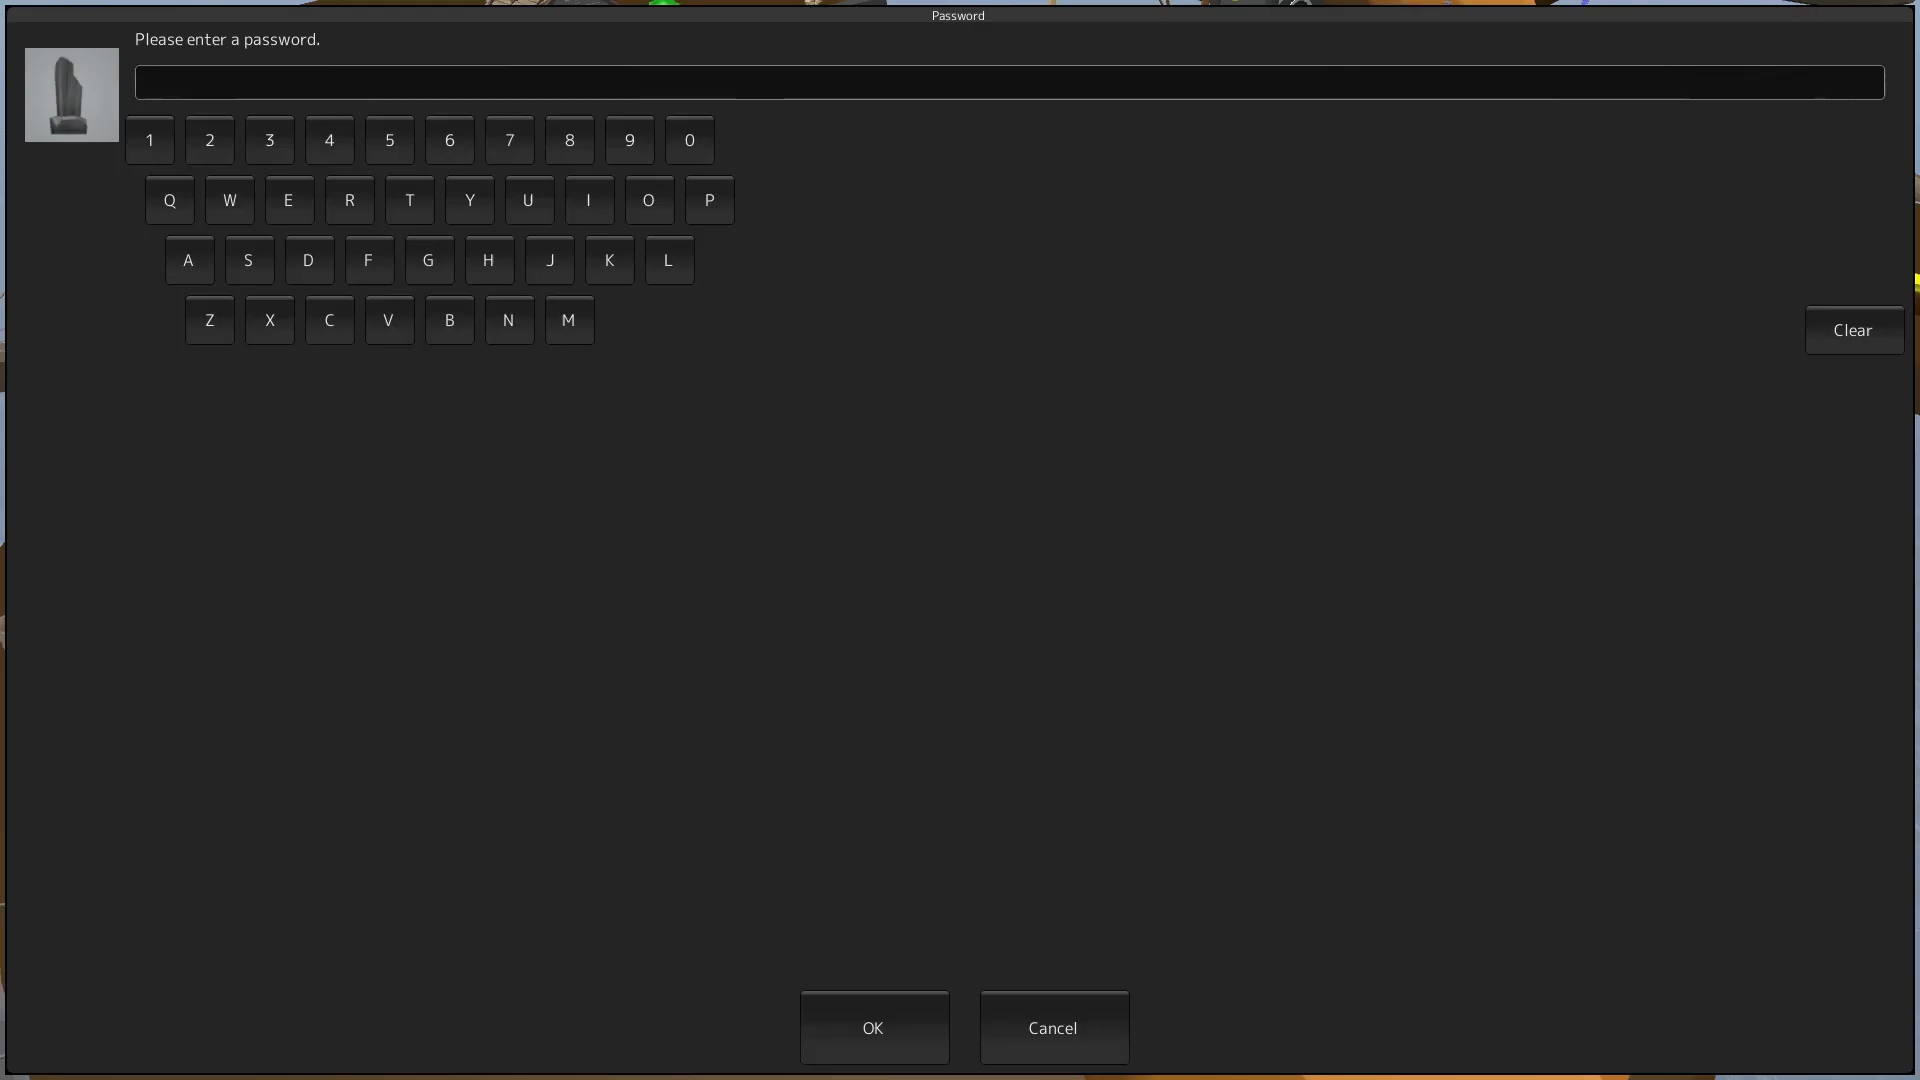 Password
Please enter a password.
1 2 3 4 5 6 7 8 9 0
Q W E R T Y U I O P
A S D F G H J K L
Z X C V B N M
Clear
OK Cancel